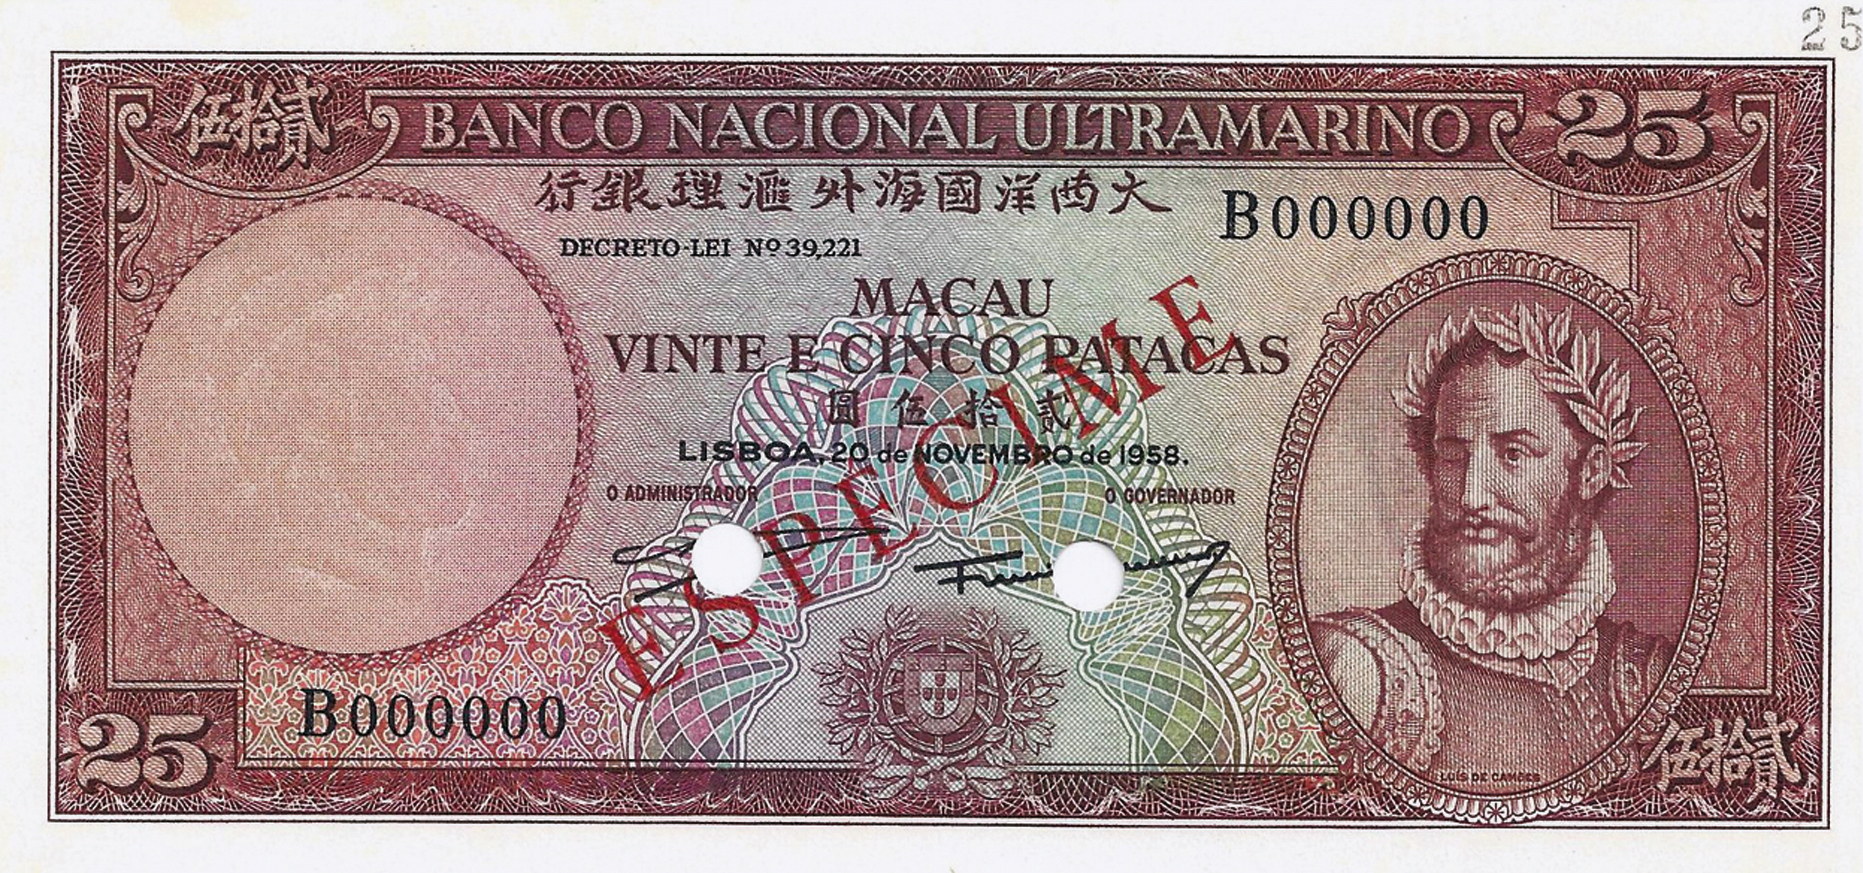 25
伍拾貳 BANCO NACIONAL ULTRAMARINO 25
行銀理滙外海國洋西大
B000000
DECRETO-LEI Nº 39,221
MACAU
VINTE E CINCO PATACAS
圓伍拾貳
LISBOA, 20 de NOVEMBRO de 1958.
O ADMINISTRADOR O GOVERNADOR
ESPECIME
B000000
25
LUIS DE CAMÕES
伍拾貳